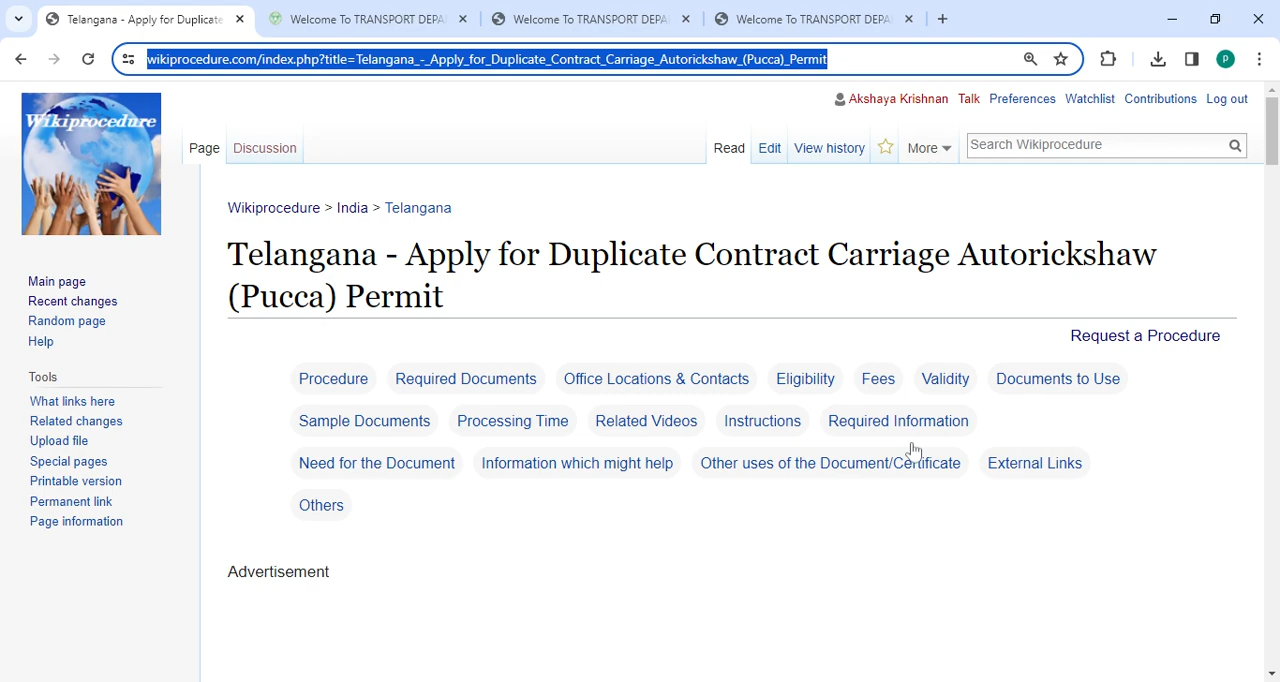 Telangana - Apply for Duplicate
Welcome To TRANSPORT DEPA
Welcome To TRANSPORT DEPA
Welcome To TRANSPORT DEPA
wikiprocedure.com/index.php?title=Telangana_-_Apply_for_Duplicate_Contract_Carriage_Autorickshaw_(Pucca)_Permit
P
Wikiprocedure
Akshaya Krishnan Talk Preferences Watchlist Contributions Log out
Page Discussion Read Edit View history More Search Wikiprocedure
Wikiprocedure > India > Telangana
Telangana - Apply for Duplicate Contract Carriage Autorickshaw
(Pucca) Permit
Request a Procedure
Main page
Recent changes
Random page
Help
Tools
What links here
Related changes
Upload file
Special pages
Printable version
Permanent link
Page information
Procedure Required Documents Office Locations & Contacts Eligibility Fees Validity Documents to Use
Sample Documents Processing Time Related Videos Instructions Required Information
Need for the Document Information which might help Other uses of the Document/Certificate External Links
Others
Advertisement